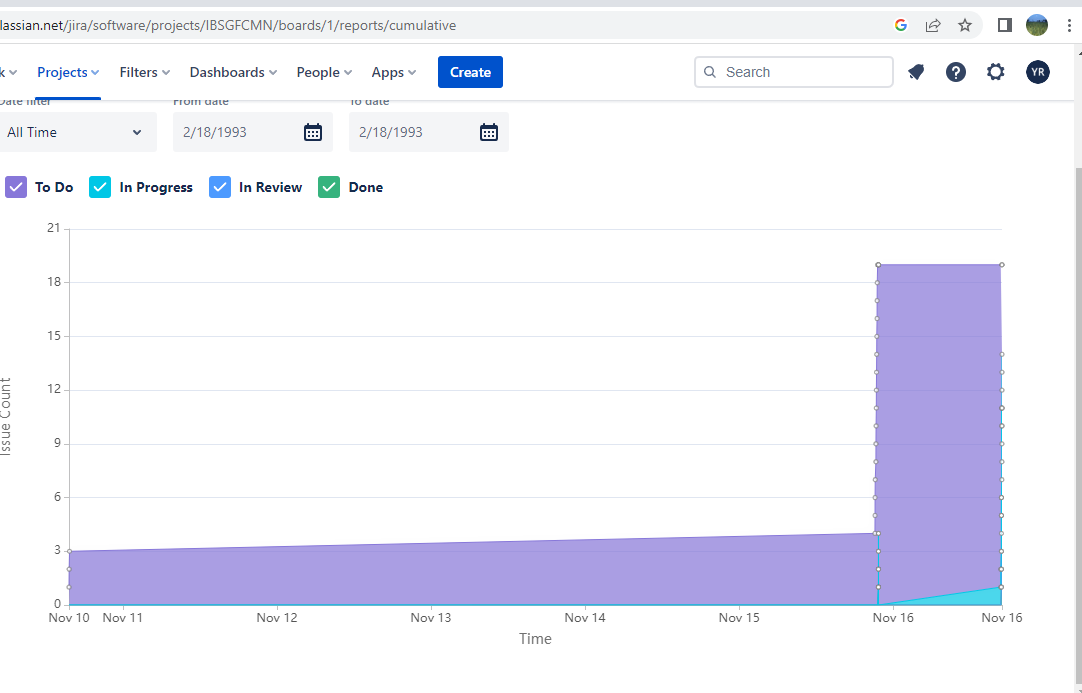 lassian.net/jira/software/projects/IBSGFCMN/boards/1/reports/cumulative
k Projects Filters Dashboards People Apps Create Search YR
Date filter From date To date
All Time 2/18/1993 2/18/1993
To Do In Progress In Review Done
21
18
15
12
9
6
3
0
Issue Count
Nov 10 Nov 11 Nov 12 Nov 13 Nov 14 Nov 15 Nov 16 Nov 16
Time